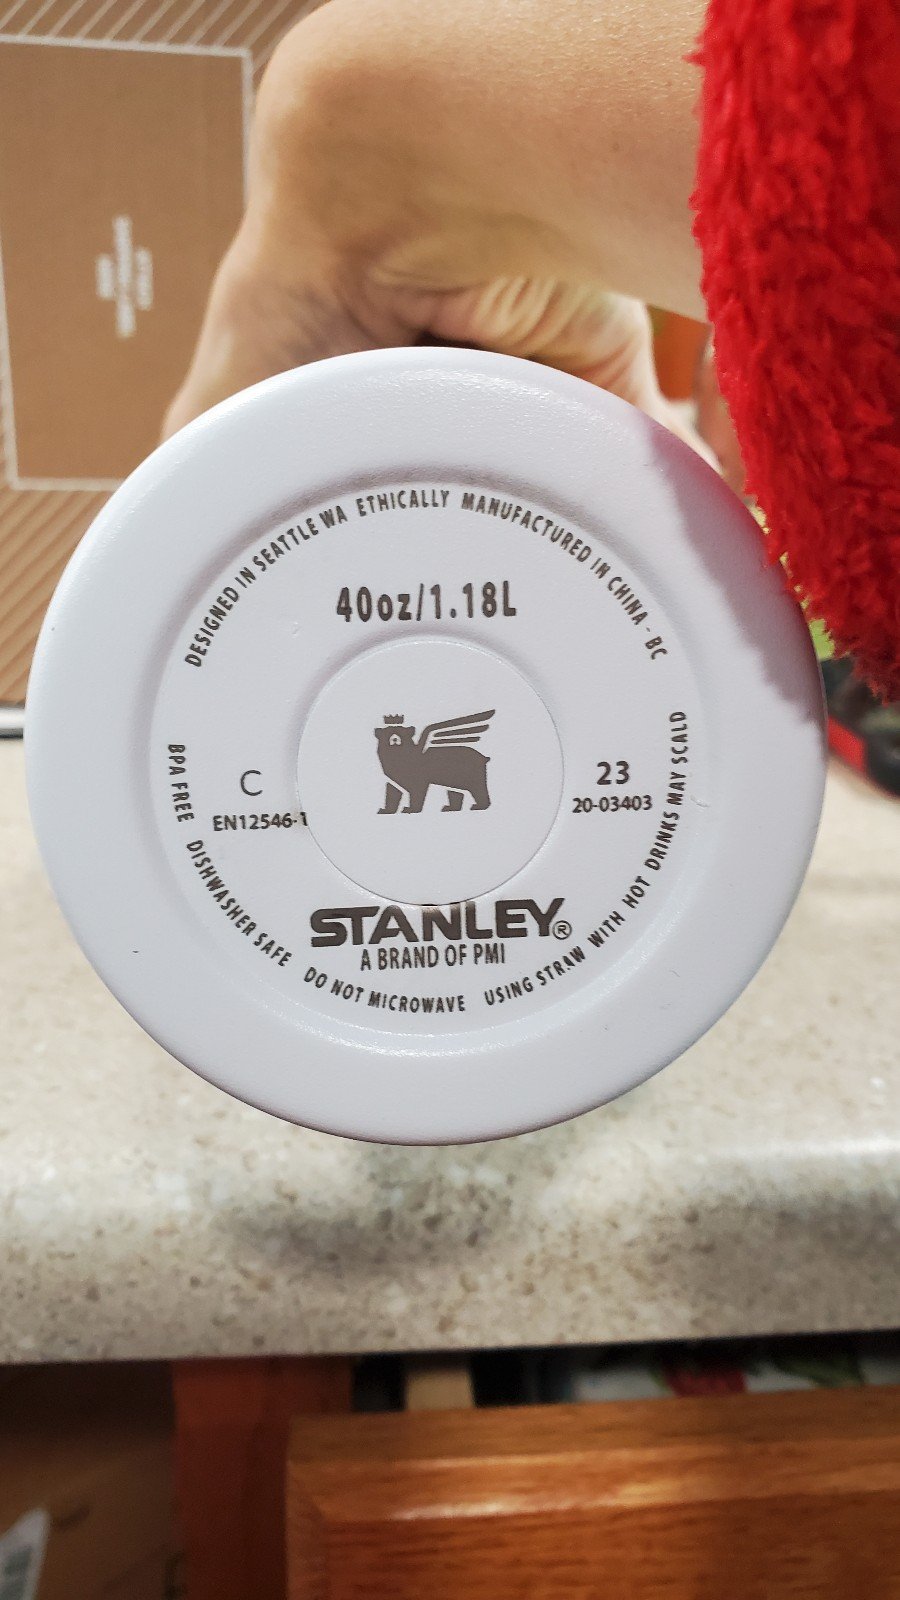 DESIGNED IN SEATTLE WA ETHICALLY MANUFACTURED IN CHINA - BC
40oz/1.18L
C
EN12546-1
23
20-03403
STANLEY®
A BRAND OF PMI
BPA FREE DISHWASHER SAFE DO NOT MICROWAVE USING STRAW WITH HOT DRINKS MAY SCALD